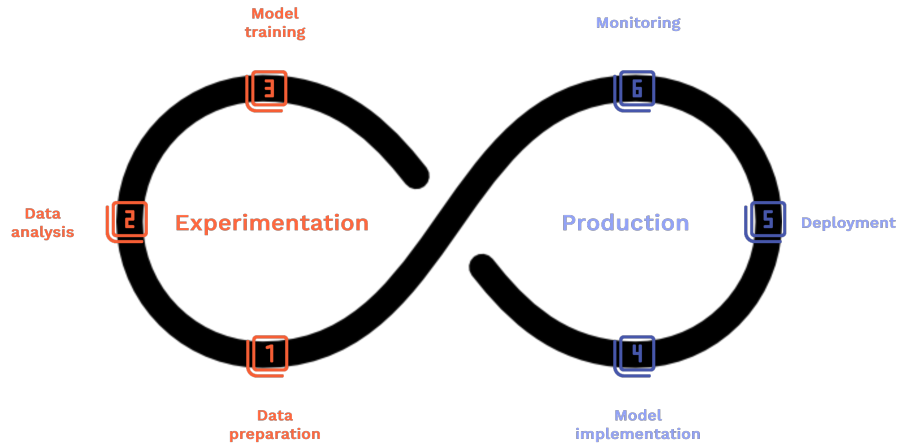 Model
training
Monitoring
3
6
Data
analysis
2
Experimentation
Production
5
Deployment
1
4
Data
preparation
Model
implementation